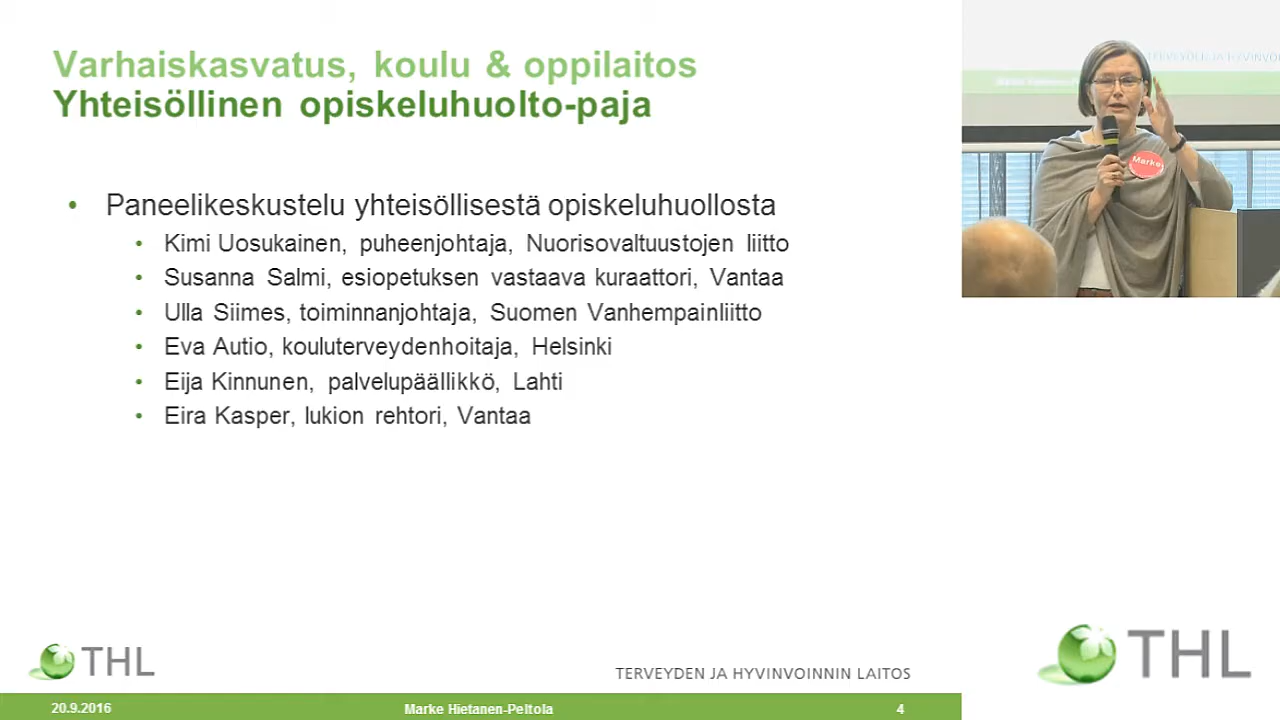 Varhaiskasvatus, koulu & oppilaitos
Yhteisöllinen opiskeluhuolto-paja
• Paneelikeskustelu yhteisöllisestä opiskeluhuollosta
• Kimi Uosukainen, puheenjohtaja, Nuorisovaltuustojen liitto
• Susanna Salmi, esiopetuksen vastaava kuraattori, Vantaa
• Ulla Siimes, toiminnanjohtaja, Suomen Vanhempainliitto
• Eva Autio, kouluterveydenhoitaja, Helsinki
• Eija Kinnunen, palvelupäällikkö, Lahti
• Eira Kasper, lukion rehtori, Vantaa
Marke
THL
TERVEYDEN JA HYVINVOINNIN LAITOS
THL
20.9.2016 Marke Hietanen-Peltola 4